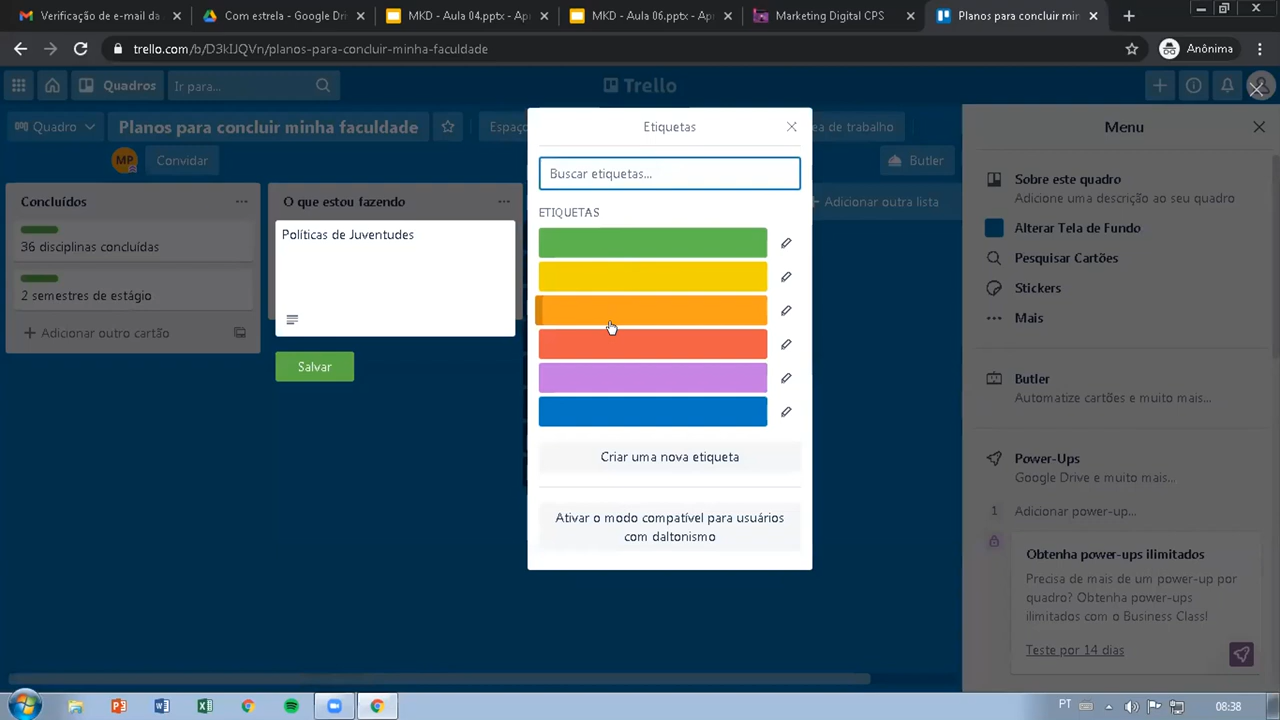 Verificação de e-mail da
Com estrela - Google Dri
MKD - Aula 04.pptx - Ap
MKD - Aula 06.pptx - Ap
Marketing Digital CPS
Planos para concluir mir
trello.com/b/D3kIJQVn/planos-para-concluir-minha-faculdade
Anônima
Quadros
Ir para...
Trello
Quadro
Planos para concluir minha faculdade
Espaço
ea de trabalho
MP
Convidar
Butler
Concluídos
36 disciplinas concluídas
2 semestres de estágio
Adicionar outro cartão
O que estou fazendo
Políticas de Juventudes
Salvar
Adicionar outra lista
Etiquetas
Buscar etiquetas...
ETIQUETAS
Criar uma nova etiqueta
Ativar o modo compatível para usuários
com daltonismo
Menu
Sobre este quadro
Adicione uma descrição ao seu quadro
Alterar Tela de Fundo
Pesquisar Cartões
Stickers
Mais
Butler
Automatize cartões e muito mais...
Power-Ups
Google Drive e muito mais...
1 Adicionar power-up...
Obtenha power-ups ilimitados
Precisa de mais de um power-up por
quadro? Obtenha power-ups
ilimitados com o Business Class!
Teste por 14 dias
PT
08:38